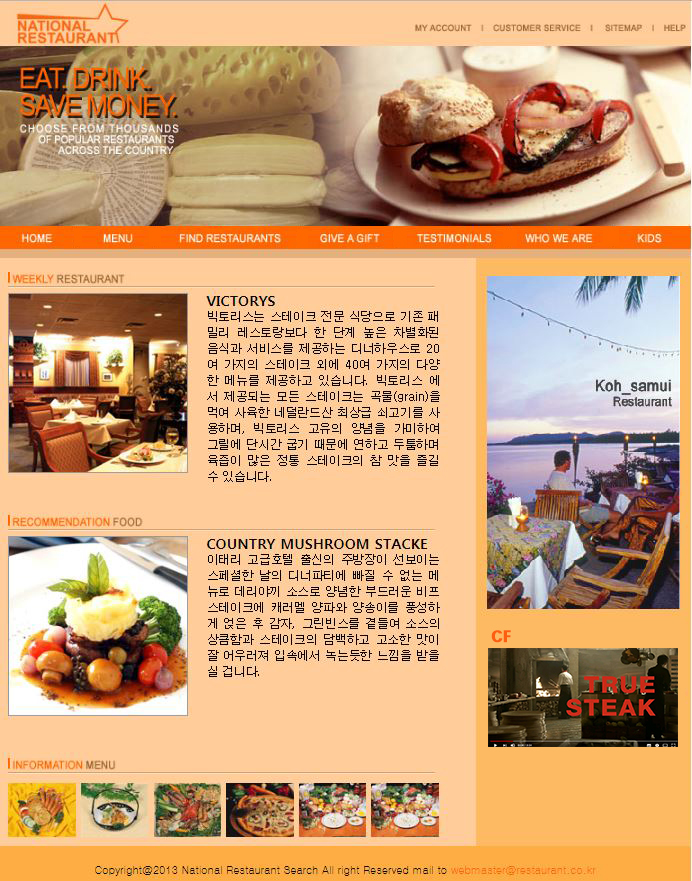 NATIONAL
RESTAURANT
MY ACCOUNT I CUSTOMER SERVICE I SITEMAP I HELP
EAT. DRINK.
SAVE MONEY.
CHOOSE FROM THOUSANDS
OF POPULAR RESTAURANTS
ACROSS THE COUNTRY
HOME MENU FIND RESTAURANTS GIVE A GIFT TESTIMONIALS WHO WE ARE KIDS
WEEKLY RESTAURANT
VICTORYS
빅토리스는 스테이크 전문 식당으로 기존 패
밀리 레스토랑보다 한 단계 높은 차별화된
음식과 서비스를 제공하는 디너하우스로 20
여 가지의 스테이크 외에 40여 가지의 다양
한 메뉴를 제공하고 있습니다. 빅토리스 에
서 제공되는 모든 스테이크는 곡물(grain)을
먹여 사육한 네덜란드산 최상급 쇠고기를 사
용하며, 빅토리스 고유의 양념을 가미하여
그릴에 단시간 굽기 때문에 연하고 두툼하며
육즙이 많은 정통 스테이크의 참 맛을 즐길
수 있습니다.
RECOMMENDATION FOOD
COUNTRY MUSHROOM STACKE
이태리 고급호텔 출신의 주방장이 선보이는
스페셜한 날의 디너파티에 빠질 수 없는 메
뉴로 데리야끼 소스로 양념한 부드러운 비프
스테이크에 캐러멜 양파와 양송이를 풍성하
게 얹은 후 감자, 그린빈스를 곁들여 소스의
상큼함과 스테이크의 담백하고 고소한 맛이
잘 어우러져 입속에서 녹는듯한 느낌을 받을
실 겁니다.
INFORMATION MENU
Koh_samui
Restaurant
CF
TRUE
STEAK
Copyright@2013 National Restaurant Search All right Reserved mail to webmaster@restaurant.co.kr